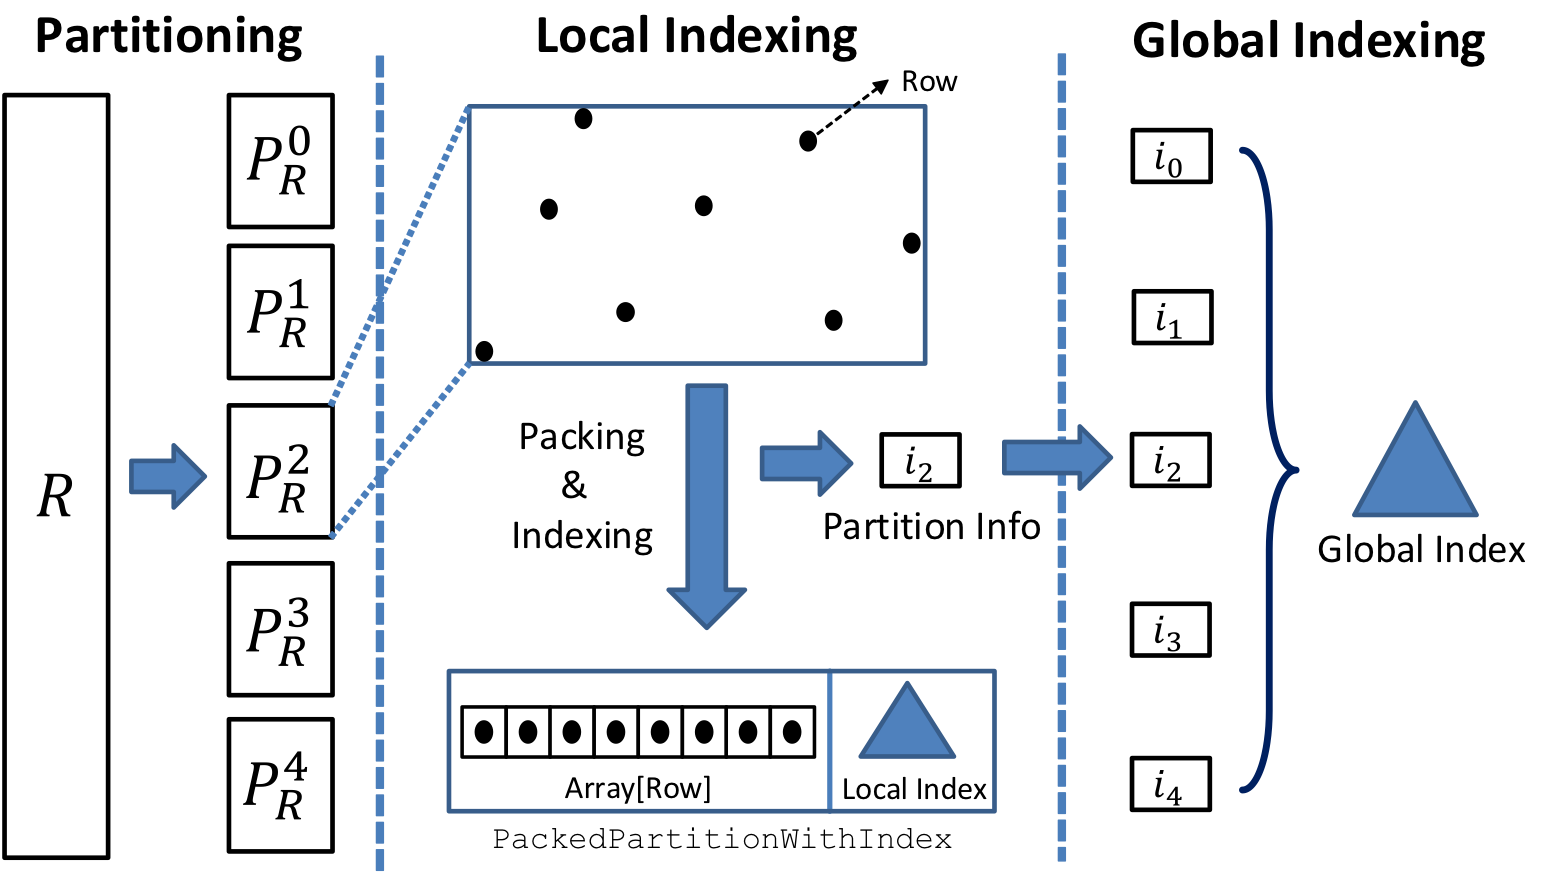 Partitioning
Local Indexing
Global Indexing
R
P_R^0
P_R^1
P_R^2
P_R^3
P_R^4
Row
Packing
&
Indexing
i_2
Partition Info
Array[Row]
Local Index
PackedPartitionWithIndex
i_0
i_1
i_2
i_3
i_4
Global Index